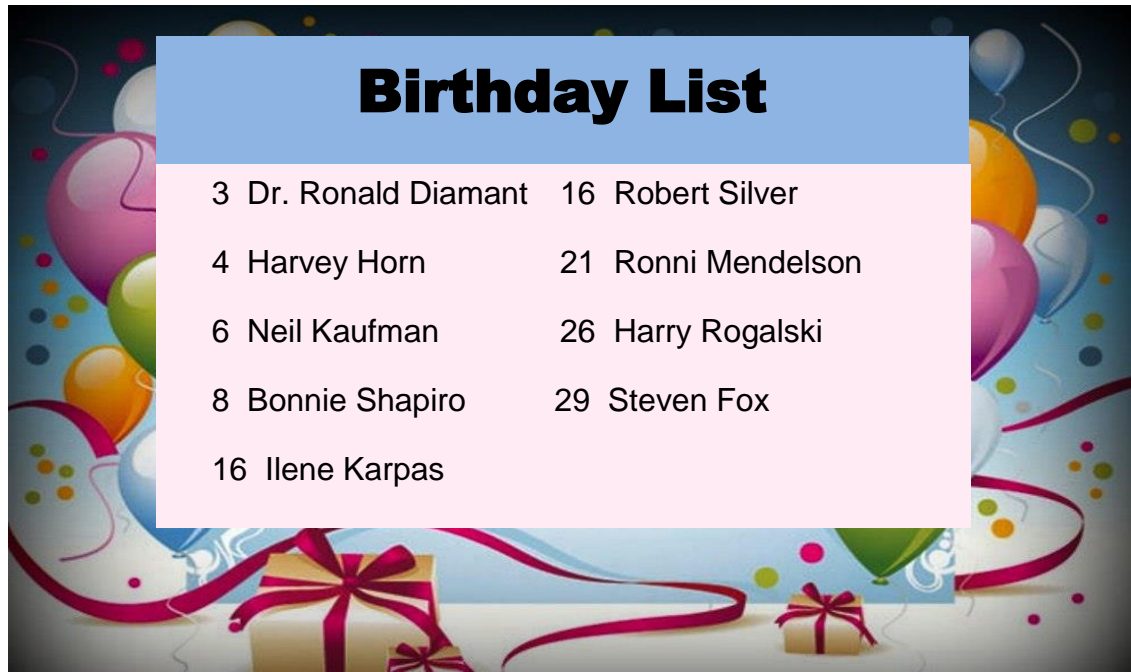 Birthday List
3 Dr. Ronald Diamant
4 Harvey Horn
6 Neil Kaufman
8 Bonnie Shapiro
16 Ilene Karpas
16 Robert Silver
21 Ronni Mendelson
26 Harry Rogalski
29 Steven Fox